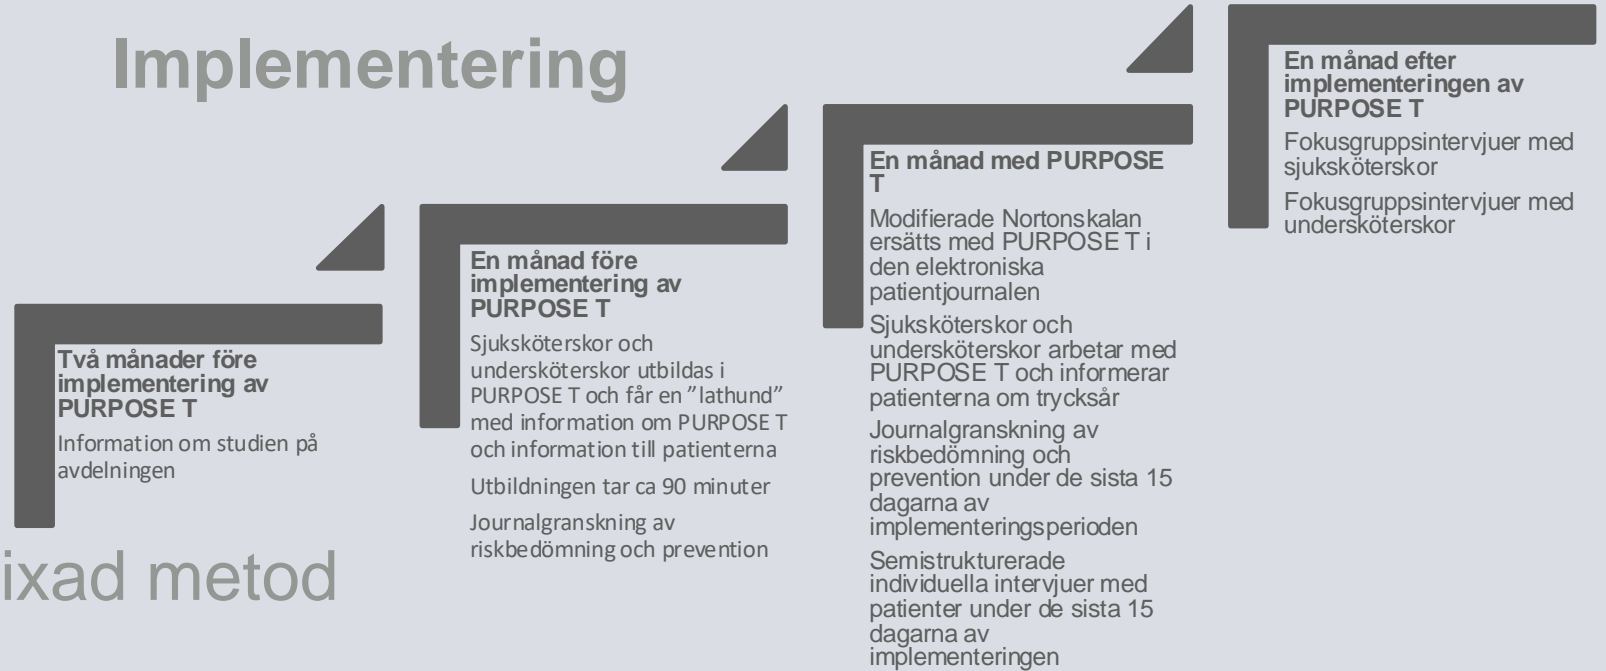 Implementering
Två månader före
implementering av
PURPOSE T
Information om studien på
avdelningen
En månad före
implementering av
PURPOSE T
Sjuksköterskor och
undersköterskor utbildas i
PURPOSE T och får en ”lathund”
med information om PURPOSE T
och information till patienterna
Utbildningen tar ca 90 minuter
Journalgranskning av
riskbedömning och prevention
En månad med PURPOSE
T
Modifierade Nortonskalan
ersätts med PURPOSE T i
den elektroniska
patientjournalen
Sjuksköterskor och
undersköterskor arbetar med
PURPOSE T och informerar
patienterna om trycksår
Journalgranskning av
riskbedömning och
prevention under de sista 15
dagarna av
implementeringsperioden
Semistrukturerade
individuella intervjuer med
patienter under de sista 15
dagarna av
implementeringen
En månad efter
implementeringen av
PURPOSE T
Fokusgruppsintervjuer med
sjuksköterskor
Fokusgruppsintervjuer med
undersköterskor
ixad metod